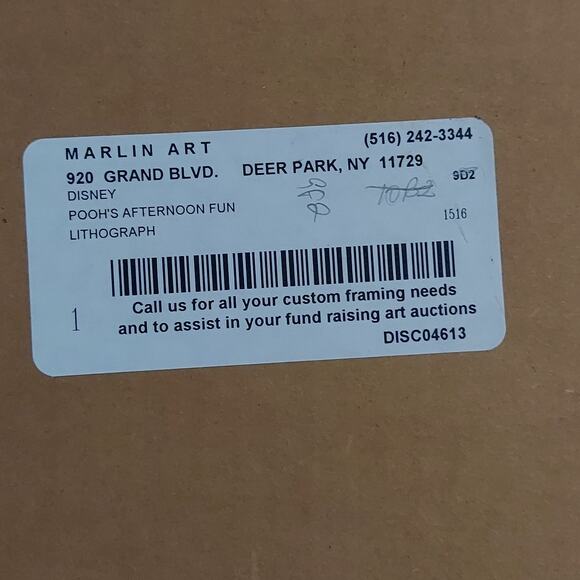 MARLIN ART (516) 242-3344
920 GRAND BLVD. DEER PARK, NY 11729
DISNEY 9D2
POOH'S AFTERNOON FUN 1516
LITHOGRAPH
1
Call us for all your custom framing needs
and to assist in your fund raising art auctions
DISC04613